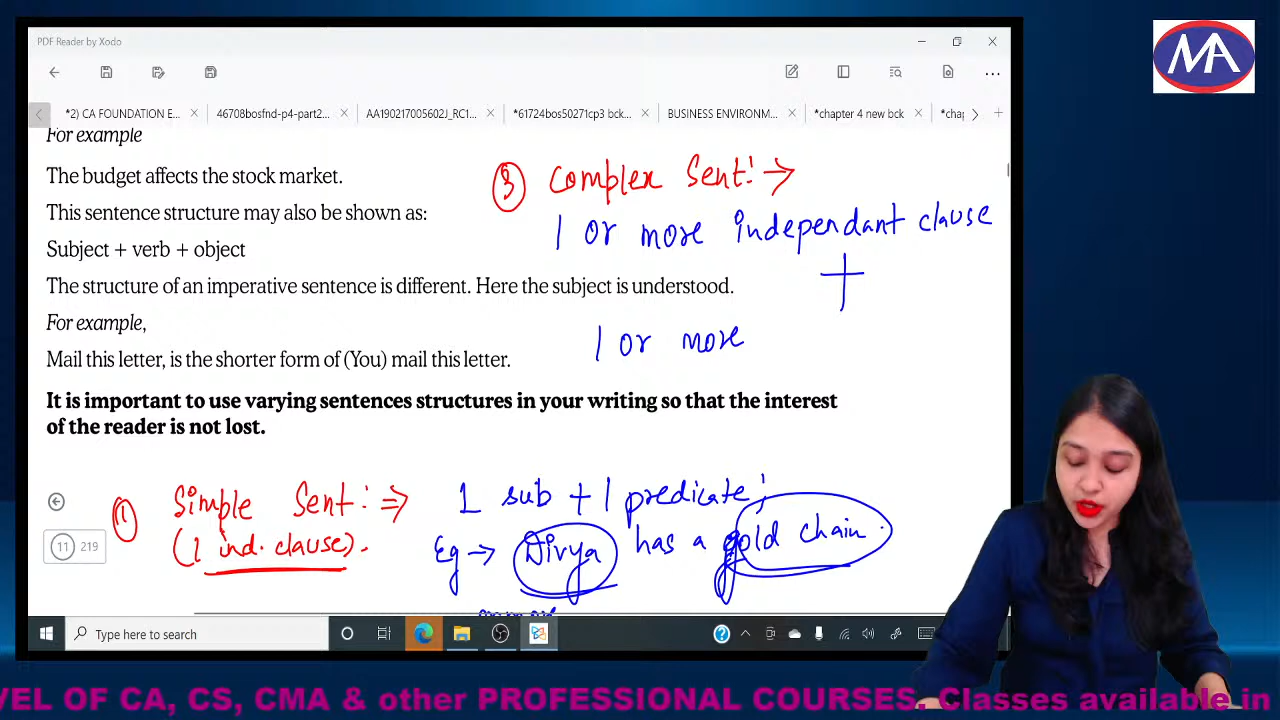 MA
PDF Reader by Xodo
*2) CA FOUNDATION E... × 46708bosfnd-p4-part2... × AA190217005602J_RC1... × *61724bos50271cp3 bck... × BUSINESS ENVIRONM... × *chapter 4 new bck × *chap
For example
The budget affects the stock market.
This sentence structure may also be shown as:
Subject + verb + object
The structure of an imperative sentence is different. Here the subject is understood.
For example,
Mail this letter, is the shorter form of (You) mail this letter.
It is important to use varying sentences structures in your writing so that the interest
of the reader is not lost.
③ Complex Sent: →
1 or more independant clause
+
1 or more
① Simple Sent: ⇒ 1 sub + 1 predicate;
(1 ind. clause). Eg → Divya has a gold chain.
11 219
Type here to search
VEL OF CA, CS, CMA & other PROFESSIONAL COURSES. Classes available in